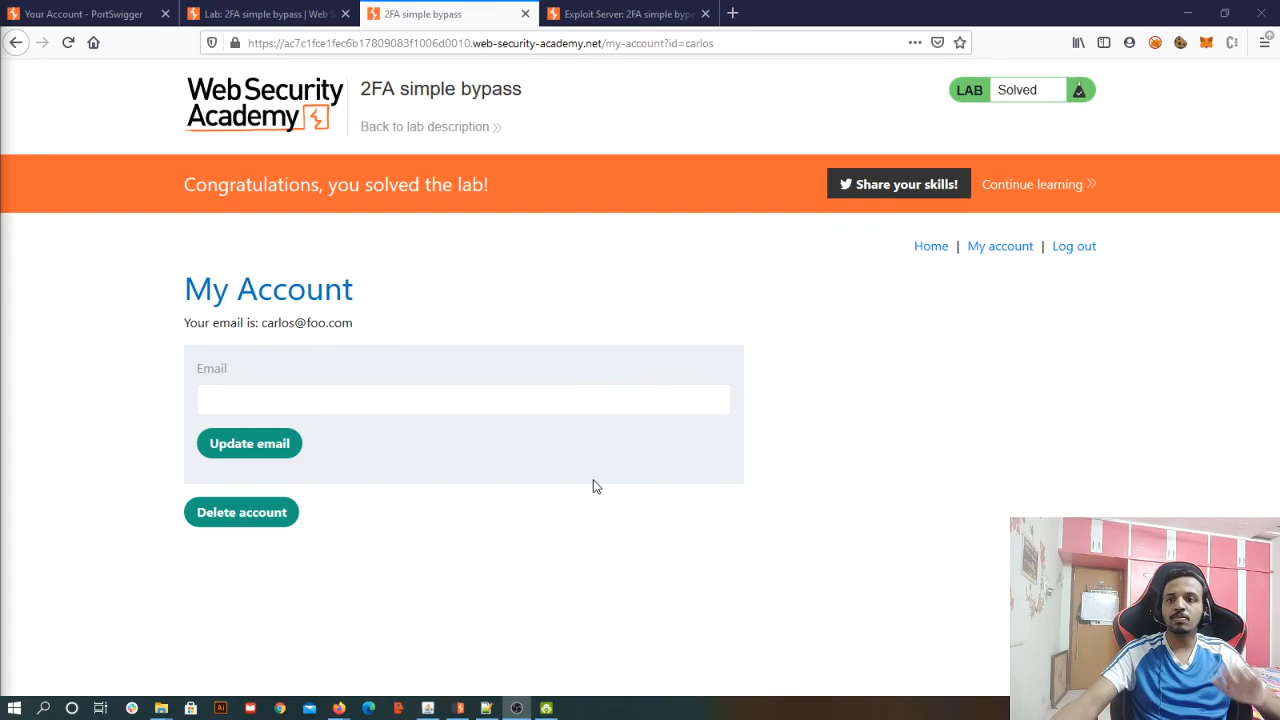 Your Account - PortSwigger
Lab: 2FA simple bypass | Web S
2FA simple bypass
Exploit Server: 2FA simple bypa
https://ac7c1fce1fec6b17809083f1006d0010.web-security-academy.net/my-account?id=carlos
WebSecurity
Academy
2FA simple bypass
Back to lab description
LAB Solved
Congratulations, you solved the lab!
Share your skills!
Continue learning
Home | My account | Log out
My Account
Your email is: carlos@foo.com
Email
Update email
Delete account
Ai